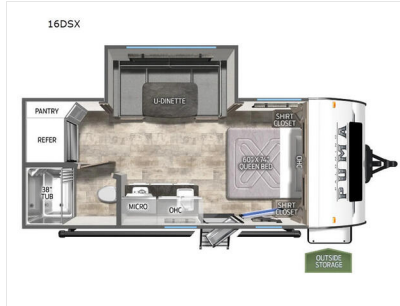 16DSX
PANTRY
REFER
38"
TUB
U-DINETTE
SHIRT
CLOSET
60" X 74"
QUEEN BED
OHC
SHIRT
CLOSET
MICRO
OHC
PUMA
OUTSIDE
STORAGE